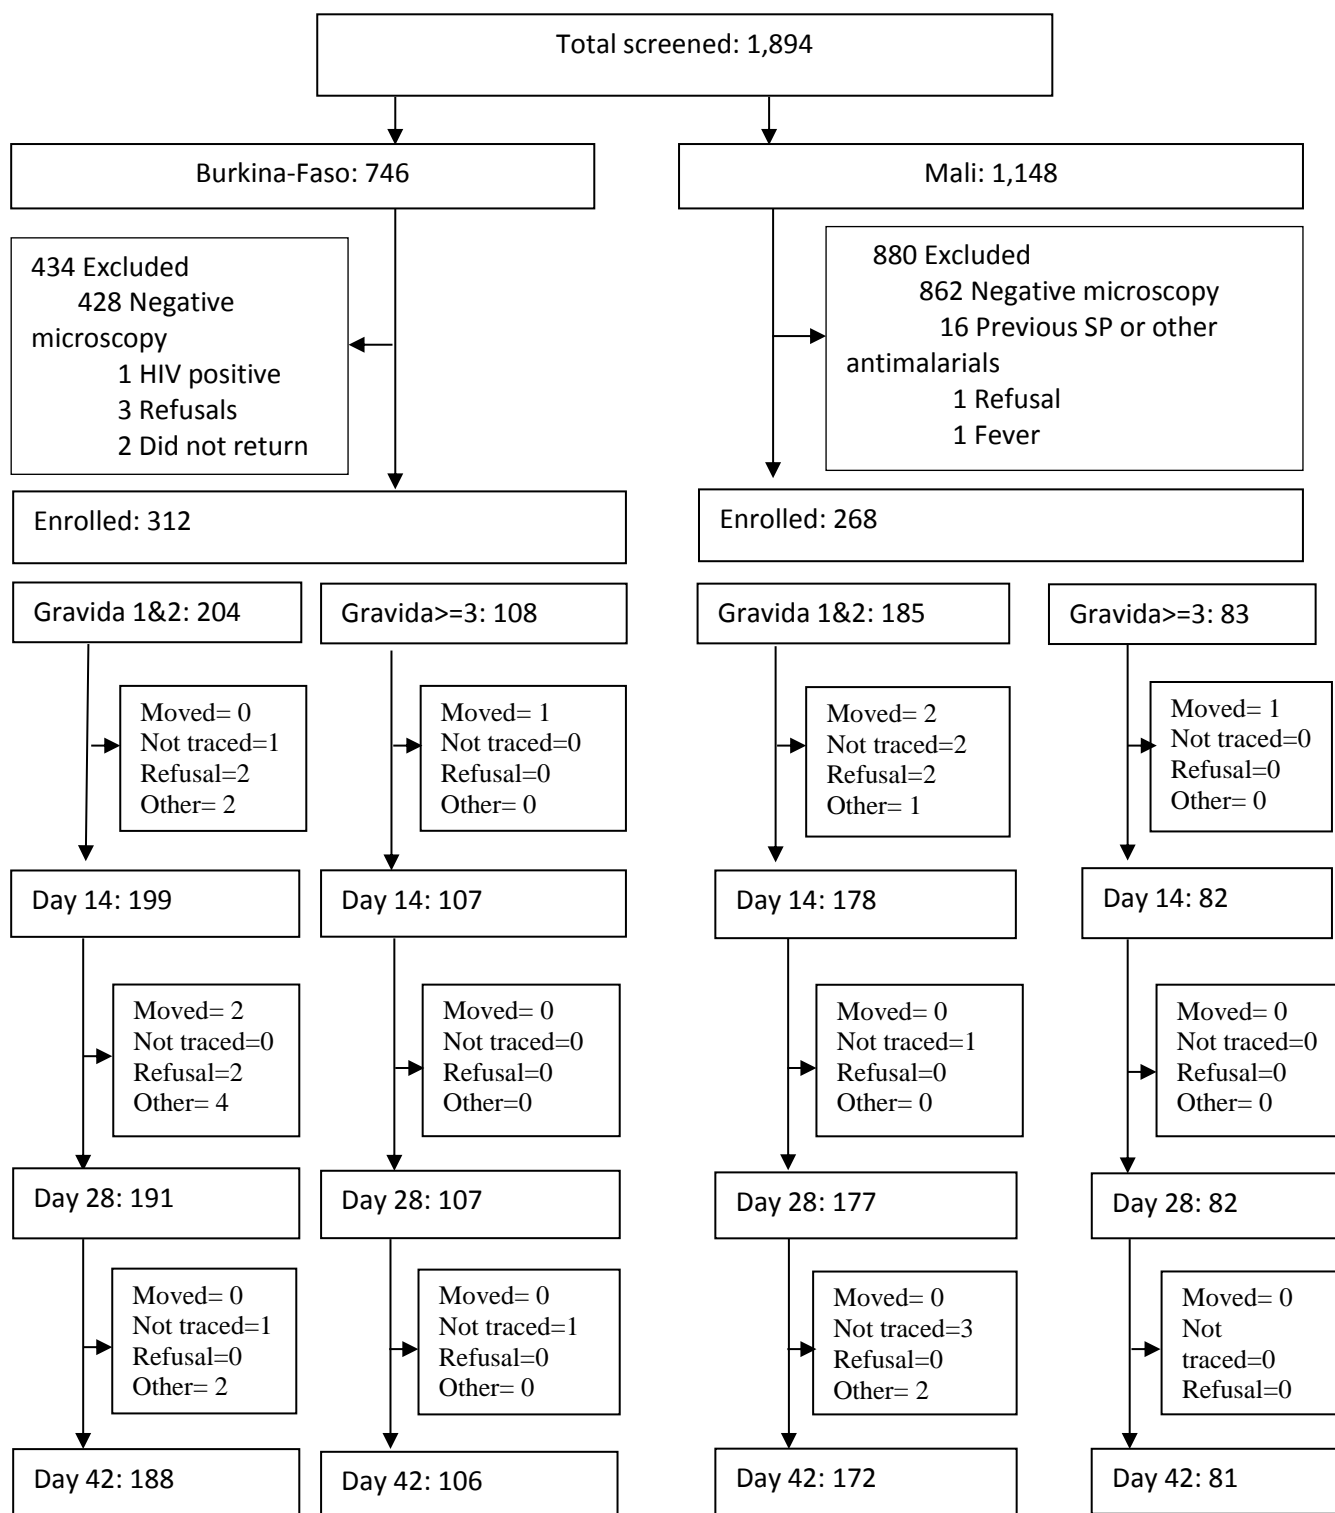 Total screened: 1,894
Burkina-Faso: 746
Mali: 1,148
434 Excluded
428 Negative
microscopy
1 HIV positive
3 Refusals
2 Did not return
880 Excluded
862 Negative microscopy
16 Previous SP or other
antimalarials
1 Refusal
1 Fever
Enrolled: 312
Enrolled: 268
Gravida 1&2: 204
Gravida>=3: 108
Gravida 1&2: 185
Gravida>=3: 83
Moved= 0
Not traced=1
Refusal=2
Other= 2
Moved= 1
Not traced=0
Refusal=0
Other= 0
Moved= 2
Not traced=2
Refusal=2
Other= 1
Moved= 1
Not traced=0
Refusal=0
Other= 0
Day 14: 199
Day 14: 107
Day 14: 178
Day 14: 82
Moved= 2
Not traced=0
Refusal=2
Other= 4
Moved= 0
Not traced=0
Refusal=0
Other=0
Moved= 0
Not traced=1
Refusal=0
Other= 0
Moved= 0
Not traced=0
Refusal=0
Other= 0
Day 28: 191
Day 28: 107
Day 28: 177
Day 28: 82
Moved= 0
Not traced=1
Refusal=0
Other= 2
Moved= 0
Not traced=1
Refusal=0
Other= 0
Moved= 0
Not traced=3
Refusal=0
Other= 2
Moved= 0
Not
traced=0
Refusal=0
Day 42: 188
Day 42: 106
Day 42: 172
Day 42: 81